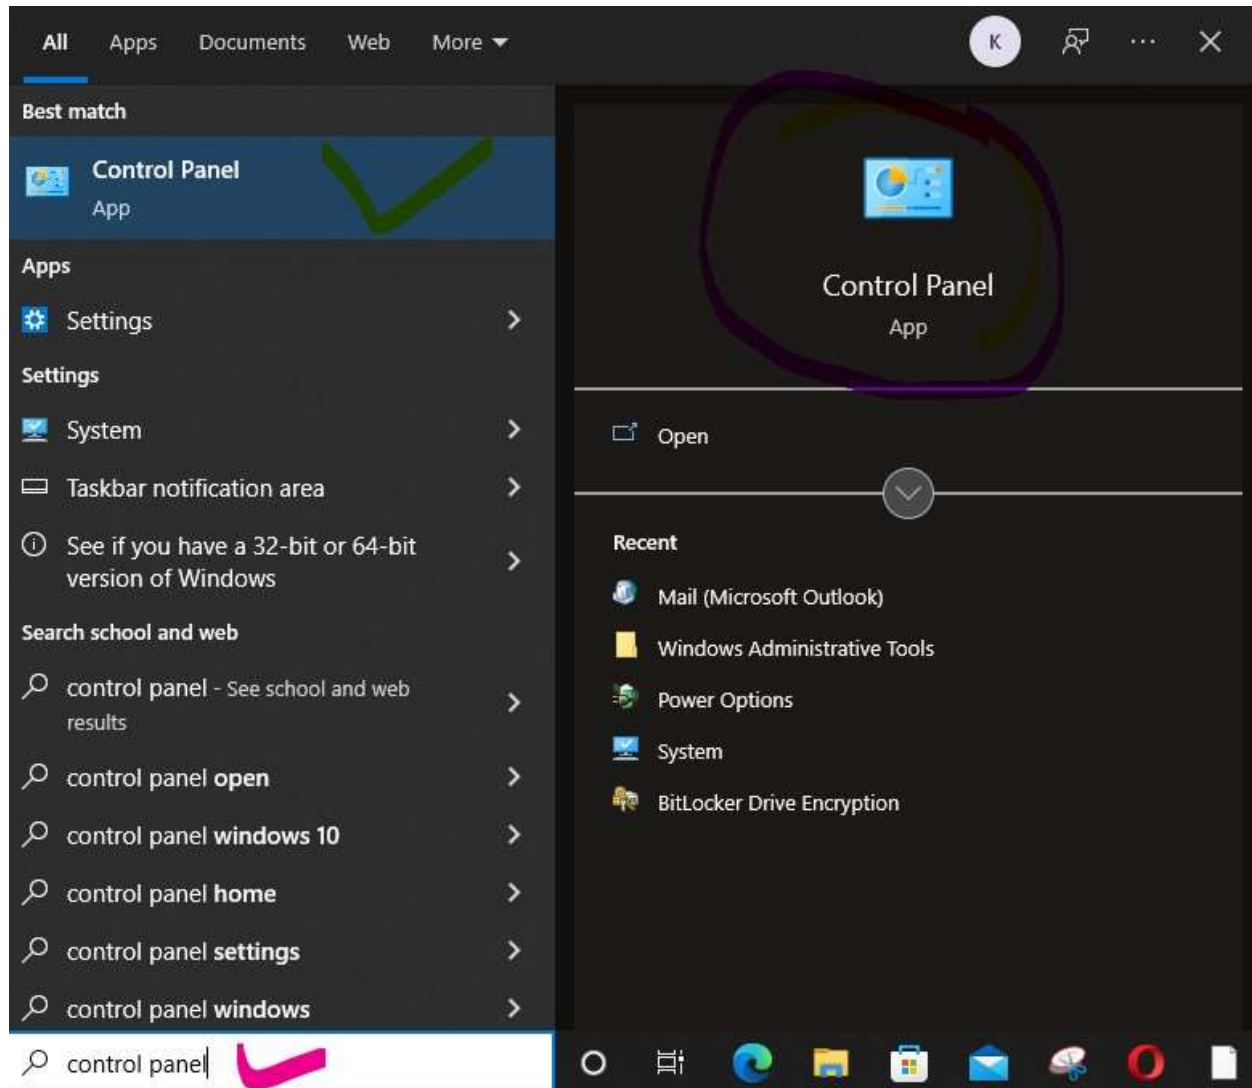 All Apps Documents Web More K
Best match
Control Panel
App
Apps
Settings
Settings
System
Taskbar notification area
See if you have a 32-bit or 64-bit
version of Windows
Search school and web
control panel - See school and web
results
control panel open
control panel windows 10
control panel home
control panel settings
control panel windows
control panel
Control Panel
App
Open
Recent
Mail (Microsoft Outlook)
Windows Administrative Tools
Power Options
System
BitLocker Drive Encryption